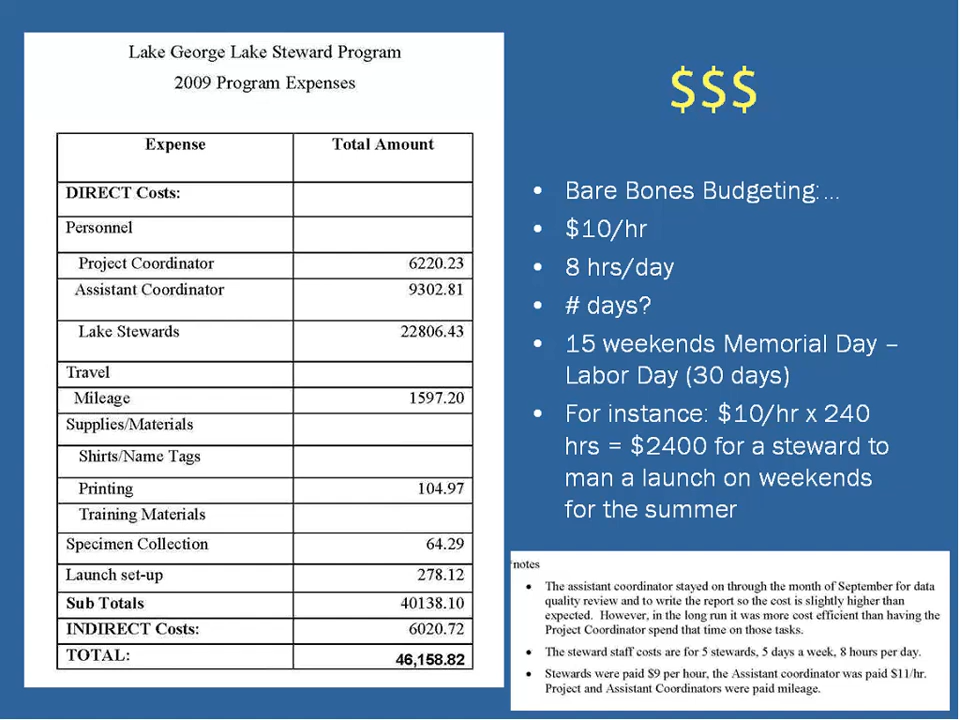 Lake George Lake Steward Program
2009 Program Expenses
Expense Total Amount
DIRECT Costs:
Personnel
Project Coordinator 6220.23
Assistant Coordinator 9302.81
Lake Stewards 22806.43
Travel
Mileage 1597.20
Supplies/Materials
Shirts/Name Tags
Printing 104.97
Training Materials
Specimen Collection 64.29
Launch set-up 278.12
Sub Totals 40138.10
INDIRECT Costs: 6020.72
TOTAL: 46,158.82
$$$
• Bare Bones Budgeting:…
• $10/hr
• 8 hrs/day
• # days?
• 15 weekends Memorial Day –
Labor Day (30 days)
• For instance: $10/hr x 240
hrs = $2400 for a steward to
man a launch on weekends
for the summer
*notes
• The assistant coordinator stayed on through the month of September for data
quality review and to write the report so the cost is slightly higher than
expected. However, in the long run it was more cost efficient than having the
Project Coordinator spend that time on those tasks.
• The steward staff costs are for 5 stewards, 5 days a week, 8 hours per day.
• Stewards were paid $9 per hour, the Assistant coordinator was paid $11/hr.
Project and Assistant Coordinators were paid mileage.